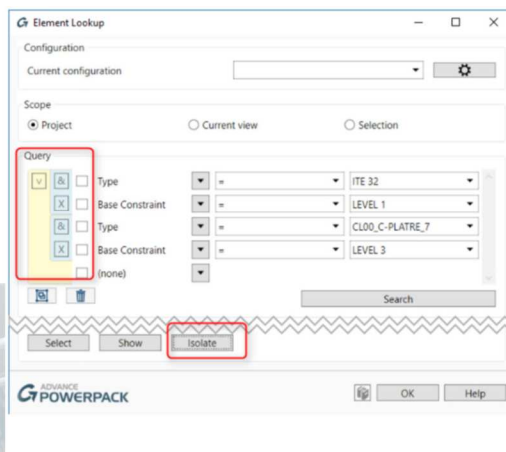 Element Lookup
Configuration
Current configuration
Scope
Project Current view Selection
Query
v & Type = ITE 32
X Base Constraint = LEVEL 1
& Type = CL00_C-PLATRE_7
X Base Constraint = LEVEL 3
(none)
Search
Select Show Isolate
ADVANCE
POWERPACK OK Help